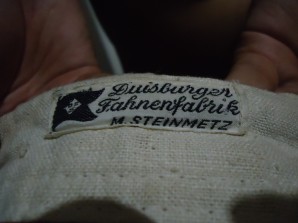 Duisburger
Fahnenfabrik
M. STEINMETZ